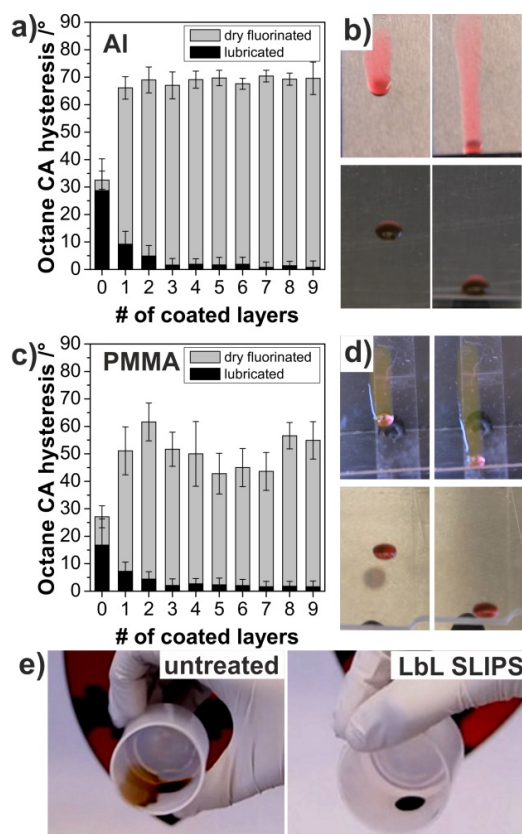 a)
Al
dry fluorinated
lubricated
Octane CA hysteresis /°
90
80
70
60
50
40
30
20
10
0
0 1 2 3 4 5 6 7 8 9
# of coated layers
b)
c)
PMMA
dry fluorinated
lubricated
Octane CA hysteresis /°
90
80
70
60
50
40
30
20
10
0
0 1 2 3 4 5 6 7 8 9
# of coated layers
d)
e)
untreated
LbL SLIPS